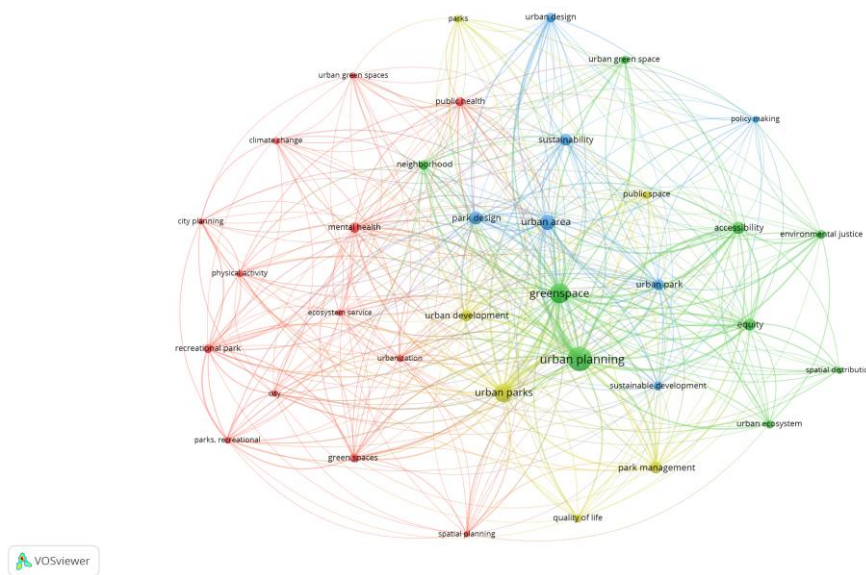 parks
urban design
urban green space
urban green spaces
public health
policy making
climate change
sustainability
neighborhood
public space
city planning
park design
urban area
mental health
accessibility
environmental justice
physical activity
urban park
greenspace
ecosystem service
urban development
equity
recreational park
urbanization
urban planning
spatial distributio
sustainable development
city
urban parks
urban ecosystem
parks, recreational
green spaces
park management
quality of life
spatial planning
VOSviewer